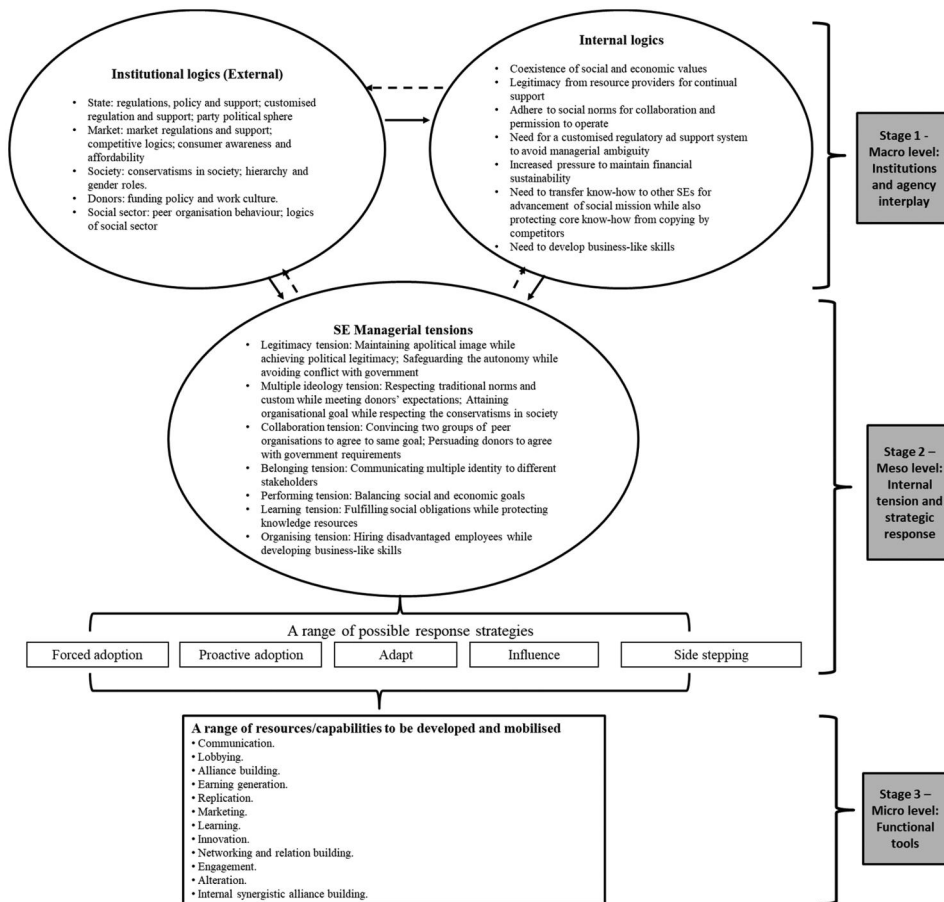 Institutional logics (External)
• State: regulations, policy and support; customised
regulation and support; party political sphere
• Market: market regulations and support;
competitive logics; consumer awareness and
affordability
• Society: conservatisms in society; hierarchy and
gender roles.
• Donors: funding policy and work culture.
• Social sector: peer organisation behaviour; logics
of social sector
Internal logics
• Coexistence of social and economic values
• Legitimacy from resource providers for continual
support
• Adhere to social norms for collaboration and
permission to operate
• Need for a customised regulatory ad support system
to avoid managerial ambiguity
• Increased pressure to maintain financial
sustainability
• Need to transfer know-how to other SEs for
advancement of social mission while also
protecting core know-how from copying by
competitors
• Need to develop business-like skills
Stage 1 -
Macro level:
Institutions
and agency
interplay
SE Managerial tensions
• Legitimacy tension: Maintaining apolitical image while
achieving political legitimacy; Safeguarding the autonomy while
avoiding conflict with government
• Multiple ideology tension: Respecting traditional norms and
custom while meeting donors’ expectations; Attaining
organisational goal while respecting the conservatisms in society
• Collaboration tension: Convincing two groups of peer
organisations to agree to same goal; Persuading donors to agree
with government requirements
• Belonging tension: Communicating multiple identity to different
stakeholders
• Performing tension: Balancing social and economic goals
• Learning tension: Fulfilling social obligations while protecting
knowledge resources
• Organising tension: Hiring disadvantaged employees while
developing business-like skills
Stage 2 –
Meso level:
Internal
tension and
strategic
response
A range of possible response strategies
Forced adoption
Proactive adoption
Adapt
Influence
Side stepping
A range of resources/capabilities to be developed and mobilised
• Communication.
• Lobbying.
• Alliance building.
• Earning generation.
• Replication.
• Marketing.
• Learning.
• Innovation.
• Networking and relation building.
• Engagement.
• Alteration.
• Internal synergistic alliance building.
Stage 3 –
Micro level:
Functional
tools